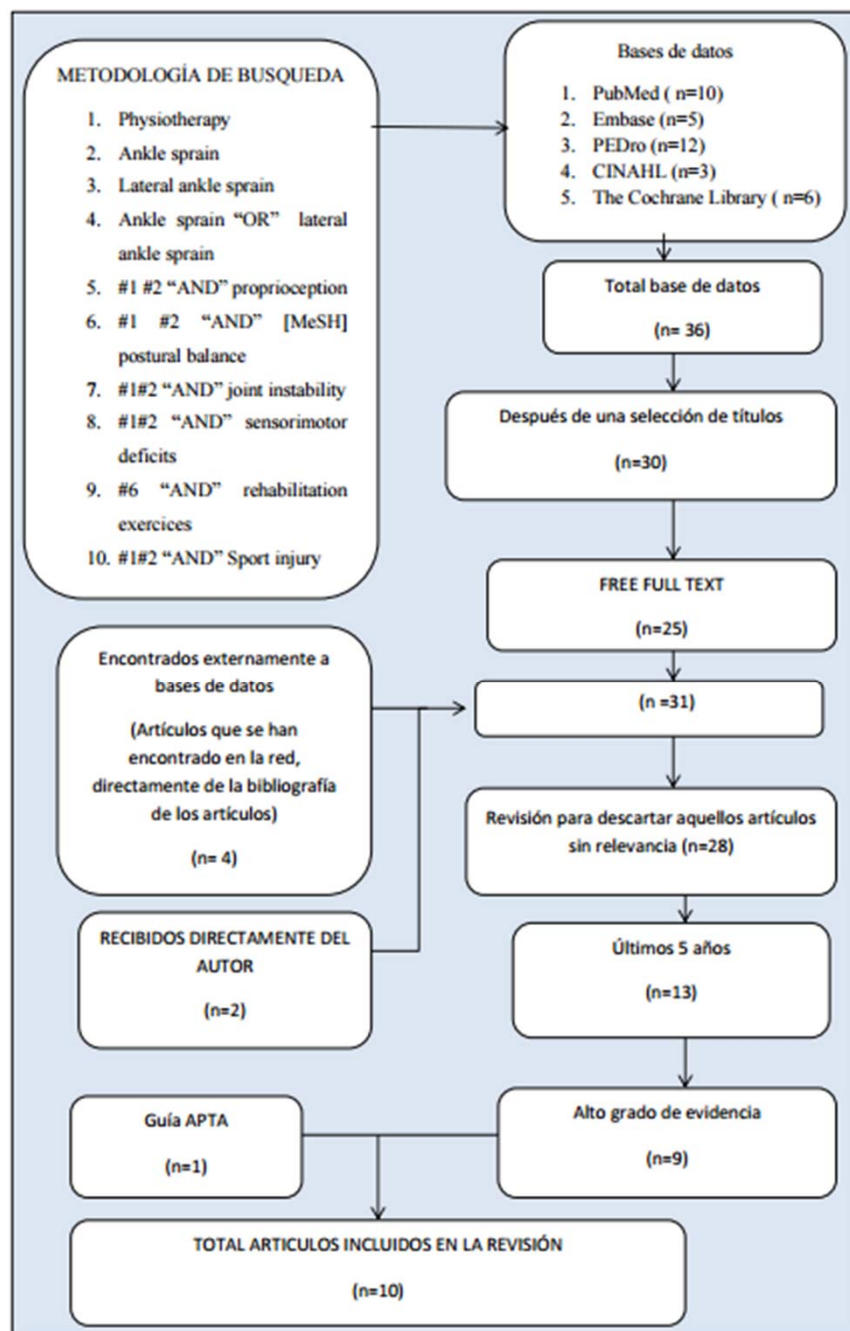 METODOLOGÍA DE BUSQUEDA
1. Physiotherapy
2. Ankle sprain
3. Lateral ankle sprain
4. Ankle sprain “OR” lateral
ankle sprain
5. #1 #2 “AND” proprioception
6. #1 #2 “AND” [MeSH]
postural balance
7. #1#2 “AND” joint instability
8. #1#2 “AND” sensorimotor
deficits
9. #6 “AND” rehabilitation
exercices
10. #1#2 “AND” Sport injury
Bases de datos
1. PubMed ( n=10)
2. Embase (n=5)
3. PEDro (n=12)
4. CINAHL (n=3)
5. The Cochrane Library ( n=6)
Total base de datos
(n= 36)
Después de una selección de títulos
(n=30)
FREE FULL TEXT
(n=25)
Encontrados externamente a
bases de datos
(Artículos que se han
encontrado en la red,
directamente de la bibliografía
de los artículos)
(n= 4)
RECIBIDOS DIRECTAMENTE DEL
AUTOR
(n=2)
(n =31)
Revisión para descartar aquellos artículos
sin relevancia (n=28)
Últimos 5 años
(n=13)
Alto grado de evidencia
(n=9)
Guía APTA
(n=1)
TOTAL ARTICULOS INCLUIDOS EN LA REVISIÓN
(n=10)